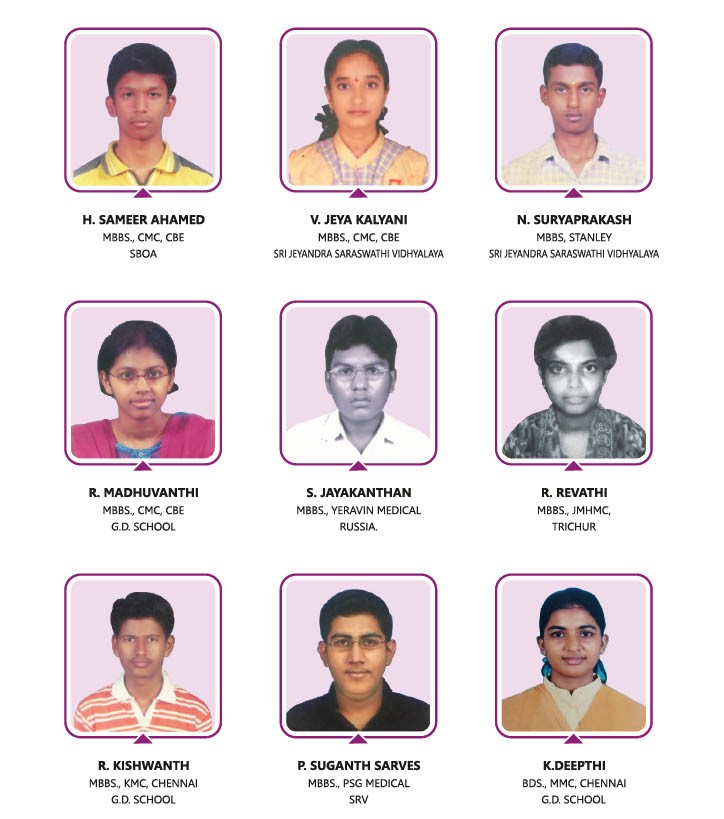 H. SAMEER AHAMED
MBBS., CMC, CBE
SBOA
V. JEYA KALYANI
MBBS., CMC, CBE
SRI JEYANDRA SARASWATHI VIDHYALAYA
N. SURYAPRAKASH
MBBS, STANLEY
SRI JEYANDRA SARASWATHI VIDHYALAYA
R. MADHUVANTHI
MBBS., CMC, CBE
G.D. SCHOOL
S. JAYAKANTHAN
MBBS., YERAVIN MEDICAL
RUSSIA.
R. REVATHI
MBBS., JMHMC,
TRICHUR
R. KISHWANTH
MBBS., KMC, CHENNAI
G.D. SCHOOL
P. SUGANTH SARVES
MBBS., PSG MEDICAL
SRV
K.DEEPTHI
BDS., MMC, CHENNAI
G.D. SCHOOL